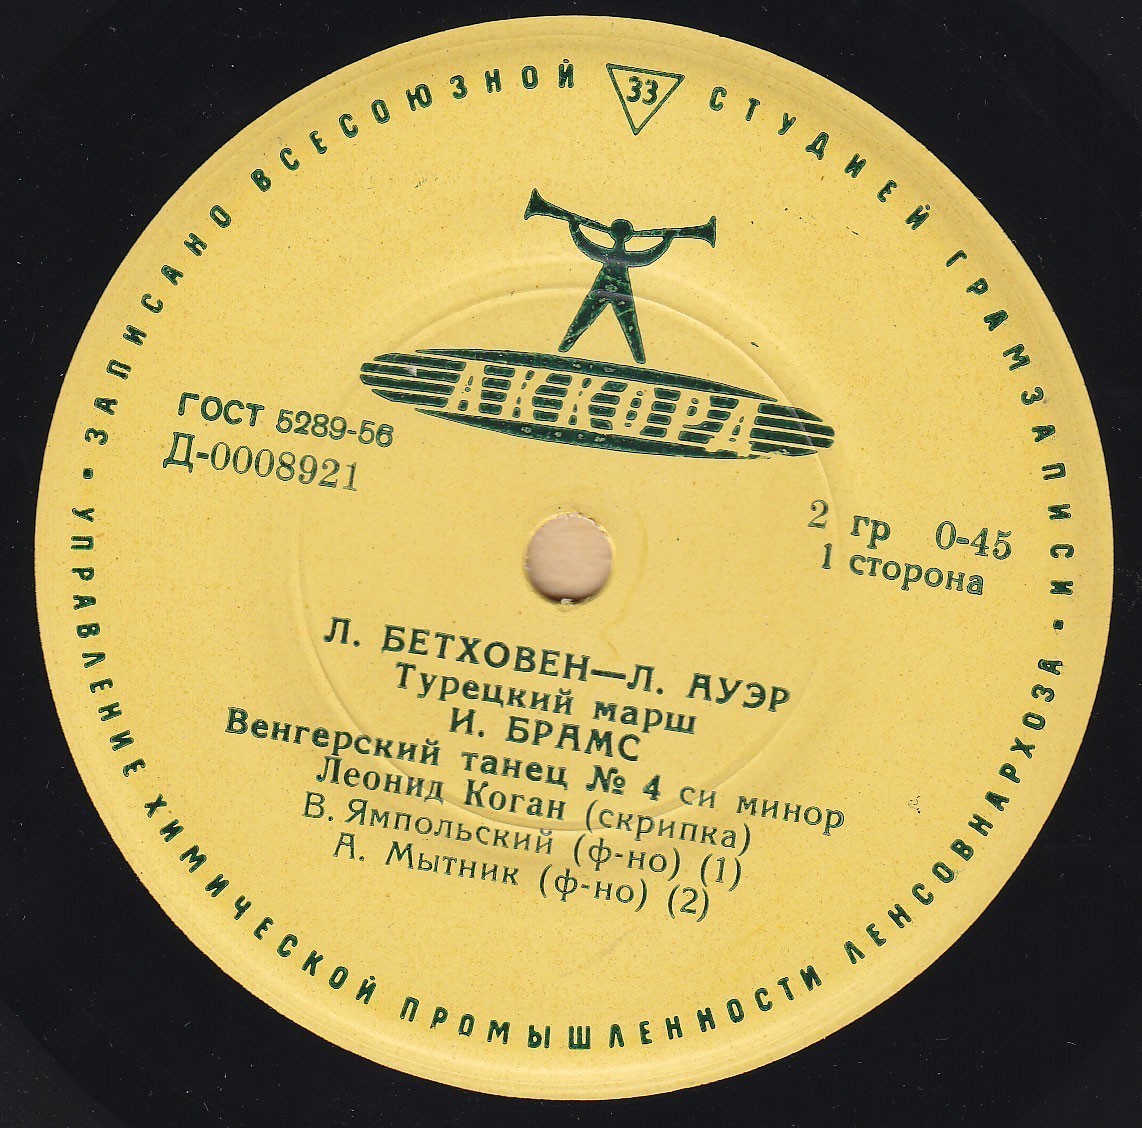 ЗАПИСАНО ВСЕСОЮЗНОЙ 33 СТУДИЕЙ ГРАМЗАПИСИ •
АККОРД
ГОСТ 5289-56
Д-0008921
2 гр 0-45
1 сторона
Л. БЕТХОВЕН—Л. АУЭР
Турецкий марш
И. БРАМС
Венгерский танец № 4 си минор
Леонид Коган (скрипка)
В. Ямпольский (ф-но) (1)
А. Мытник (ф-но) (2)
• УПРАВЛЕНИЕ ХИМИЧЕСКОЙ ПРОМЫШЛЕННОСТИ ЛЕНСОВНАРХОЗА